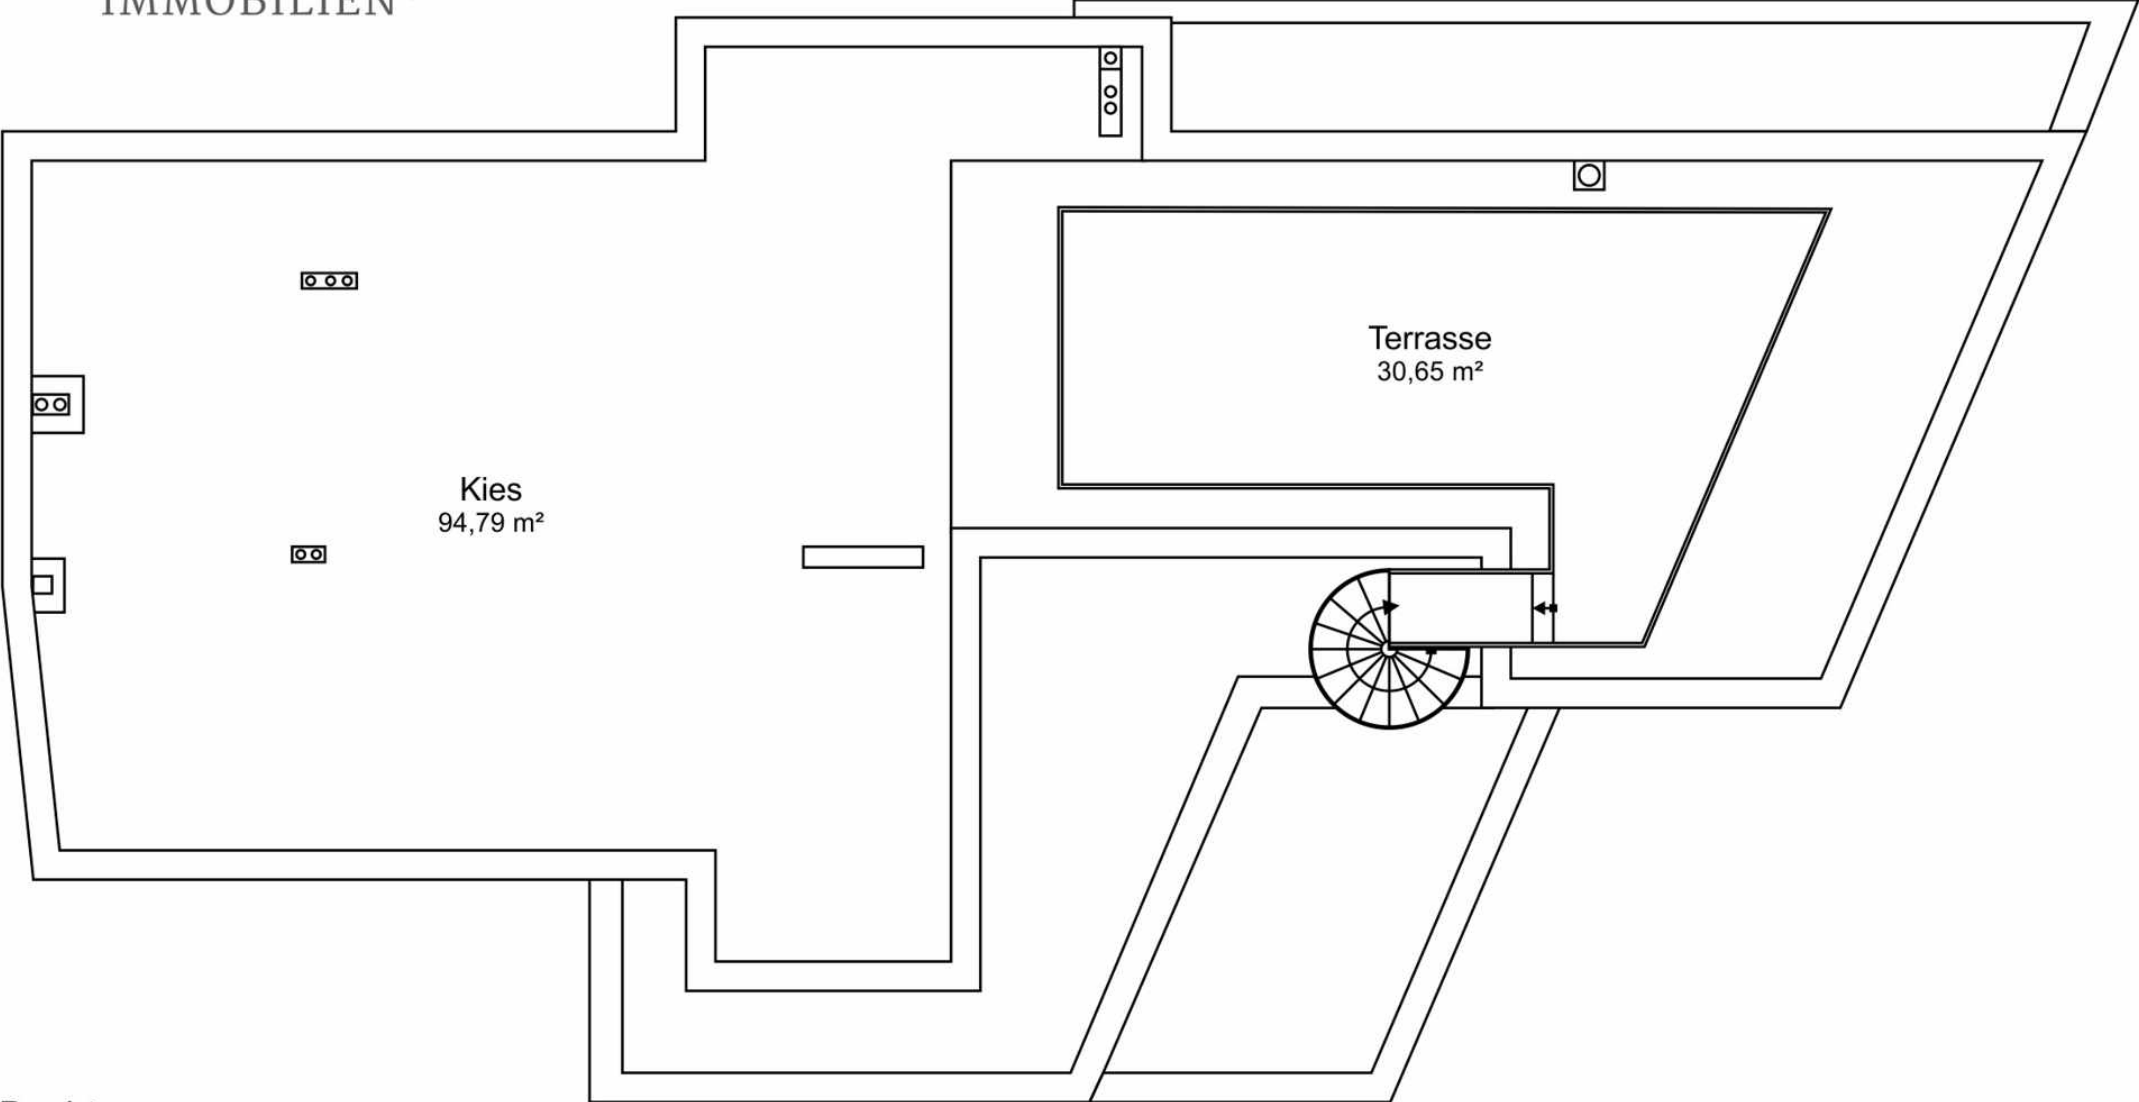 IMMOBILIEN
Terrasse
30,65 m²
Kies
94,79 m²